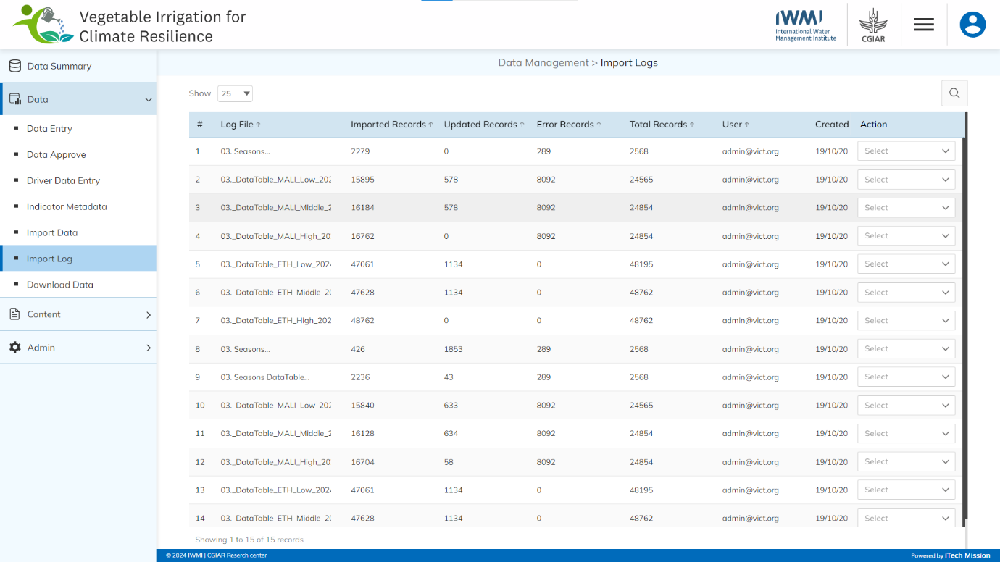 Vegetable Irrigation for
Climate Resilience
IWMI
International Water
Management Institute
CGIAR
Data Summary
Data
Data Entry
Data Approve
Driver Data Entry
Indicator Metadata
Import Data
Import Log
Download Data
Content
Admin
Data Management > Import Logs
Show 25
# Log File ↑ Imported Records ↑ Updated Records ↑ Error Records ↑ Total Records ↑ User ↑ Created Action
1 03. Seasons... 2279 0 289 2568 admin@vict.org 19/10/20 Select
2 03._DataTable_MALI_Low_202 15895 578 8092 24565 admin@vict.org 19/10/20 Select
3 03._DataTable_MALI_Middle_2 16184 578 8092 24854 admin@vict.org 19/10/20 Select
4 03._DataTable_MALI_High_20 16762 0 8092 24854 admin@vict.org 19/10/20 Select
5 03._DataTable_ETH_Low_2024 47061 1134 0 48195 admin@vict.org 19/10/20 Select
6 03._DataTable_ETH_Middle_20 47628 1134 0 48762 admin@vict.org 19/10/20 Select
7 03._DataTable_ETH_High_202 48762 0 0 48762 admin@vict.org 19/10/20 Select
8 03. Seasons... 426 1853 289 2568 admin@vict.org 19/10/20 Select
9 03. Seasons DataTable... 2236 43 289 2568 admin@vict.org 19/10/20 Select
10 03._DataTable_MALI_Low_202 15840 633 8092 24565 admin@vict.org 19/10/20 Select
11 03._DataTable_MALI_Middle_2 16128 634 8092 24854 admin@vict.org 19/10/20 Select
12 03._DataTable_MALI_High_20 16704 58 8092 24854 admin@vict.org 19/10/20 Select
13 03._DataTable_ETH_Low_2024 47061 1134 0 48195 admin@vict.org 19/10/20 Select
14 03._DataTable_ETH_Middle_20 47628 1134 0 48762 admin@vict.org 19/10/20 Select
Showing 1 to 15 of 15 records
© 2024 IWMI | CGIAR Reserch center
Powered by iTech Mission